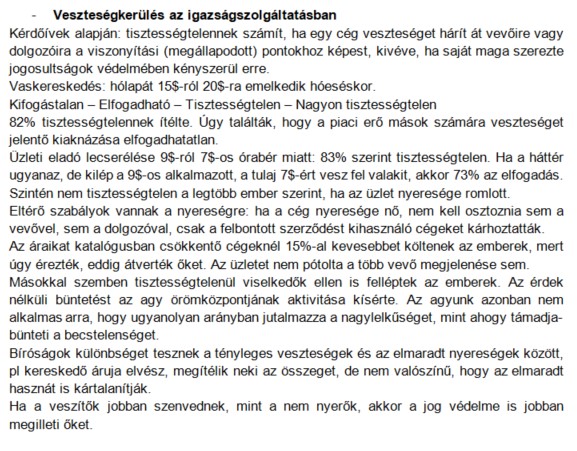 - Veszteségkerülés az igazságszolgáltatásban
Kérdőívek alapján: tisztességtelennek számít, ha egy cég veszteséget hárít át vevőire vagy
dolgozóira a viszonyítási (megállapodott) pontokhoz képest, kivéve, ha saját maga szerezte
jogosultságok védelmében kényszerül erre.
Vaskereskedés: hólapát 15$-ról 20$-ra emelkedik hóeséskor.
Kifogástalan – Elfogadható – Tisztességtelen – Nagyon tisztességtelen
82% tisztességtelennek ítélte. Úgy találták, hogy a piaci erő mások számára veszteséget
jelentő kiaknázása elfogadhatatlan.
Üzleti eladó lecserélése 9$-ról 7$-os órabér miatt: 83% szerint tisztességtelen. Ha a háttér
ugyanaz, de kilép a 9$-os alkalmazott, a tulaj 7$-ért vesz fel valakit, akkor 73% az elfogadás.
Szintén nem tisztességtelen a legtöbb ember szerint, ha az üzlet nyeresége romlott.
Eltérő szabályok vannak a nyereségre: ha a cég nyeresége nő, nem kell osztoznia sem a
vevővel, sem a dolgozóval, csak a felbontott szerződést kihasználó cégeket kárhoztatták.
Az áraikat katalógusban csökkentő cégeknél 15%-al kevesebbet költenek az emberek, mert
úgy érezték, eddig átverték őket. Az üzletet nem pótolta a több vevő megjelenése sem.
Másokkal szemben tisztességtelenül viselkedők ellen is felléptek az emberek. Az érdek
nélküli büntetést az agy örömközpontjának aktivitása kísérte. Az agyunk azonban nem
alkalmas arra, hogy ugyanolyan arányban jutalmazza a nagylelkűséget, mint ahogy támadja-
bünteti a becstelenséget.
Bíróságok különbséget tesznek a tényleges veszteségek és az elmaradt nyereségek között,
pl kereskedő áruja elvész, megítélik neki az összeget, de nem valószínű, hogy az elmaradt
hasznát is kártalanítják.
Ha a veszítők jobban szenvednek, mint a nem nyerők, akkor a jog védelme is jobban
megilleti őket.